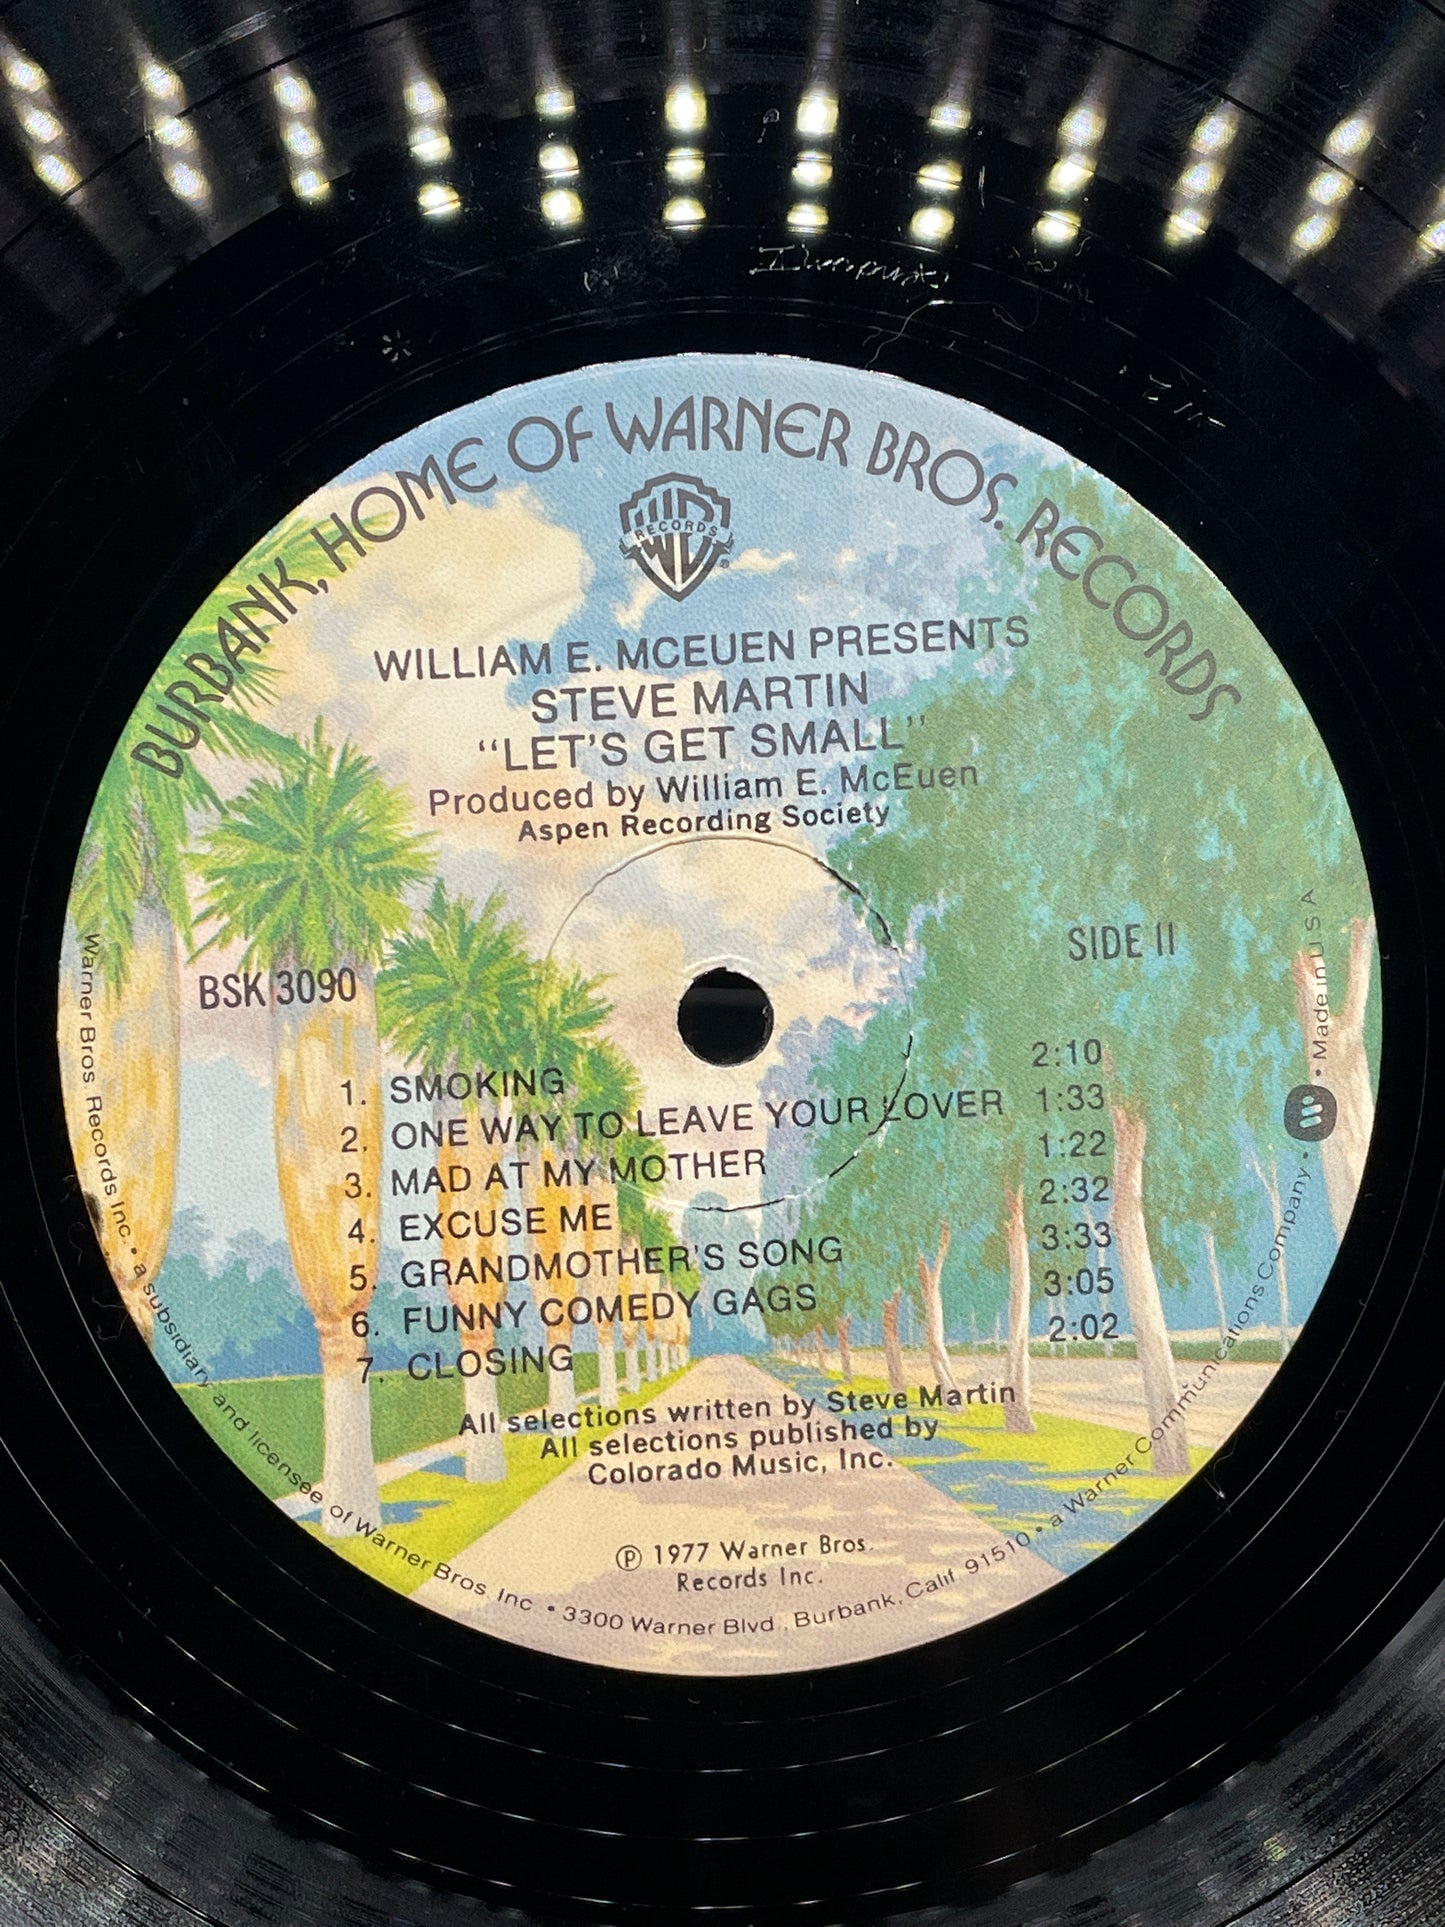 BURBANK, HOME OF WARNER BROS. RECORDS
RECORDS
WILLIAM E. MCEUEN PRESENTS
STEVE MARTIN
“LET'S GET SMALL”
Produced by William E. McEuen
Aspen Recording Society
BSK 3090
SIDE II
1. SMOKING 2:10
2. ONE WAY TO LEAVE YOUR LOVER 1:33
3. MAD AT MY MOTHER 1:22
4. EXCUSE ME 2:32
5. GRANDMOTHER'S SONG 3:33
6. FUNNY COMEDY GAGS 3:05
7. CLOSING 2:02
All selections written by Steve Martin
All selections published by
Colorado Music, Inc.
℗ 1977 Warner Bros.
Records Inc.
Warner Bros. Records Inc. • a subsidiary and licensee of Warner Bros. Inc. • 3300 Warner Blvd., Burbank, Calif. 91510 • a Warner Communications Company • Made in U S A